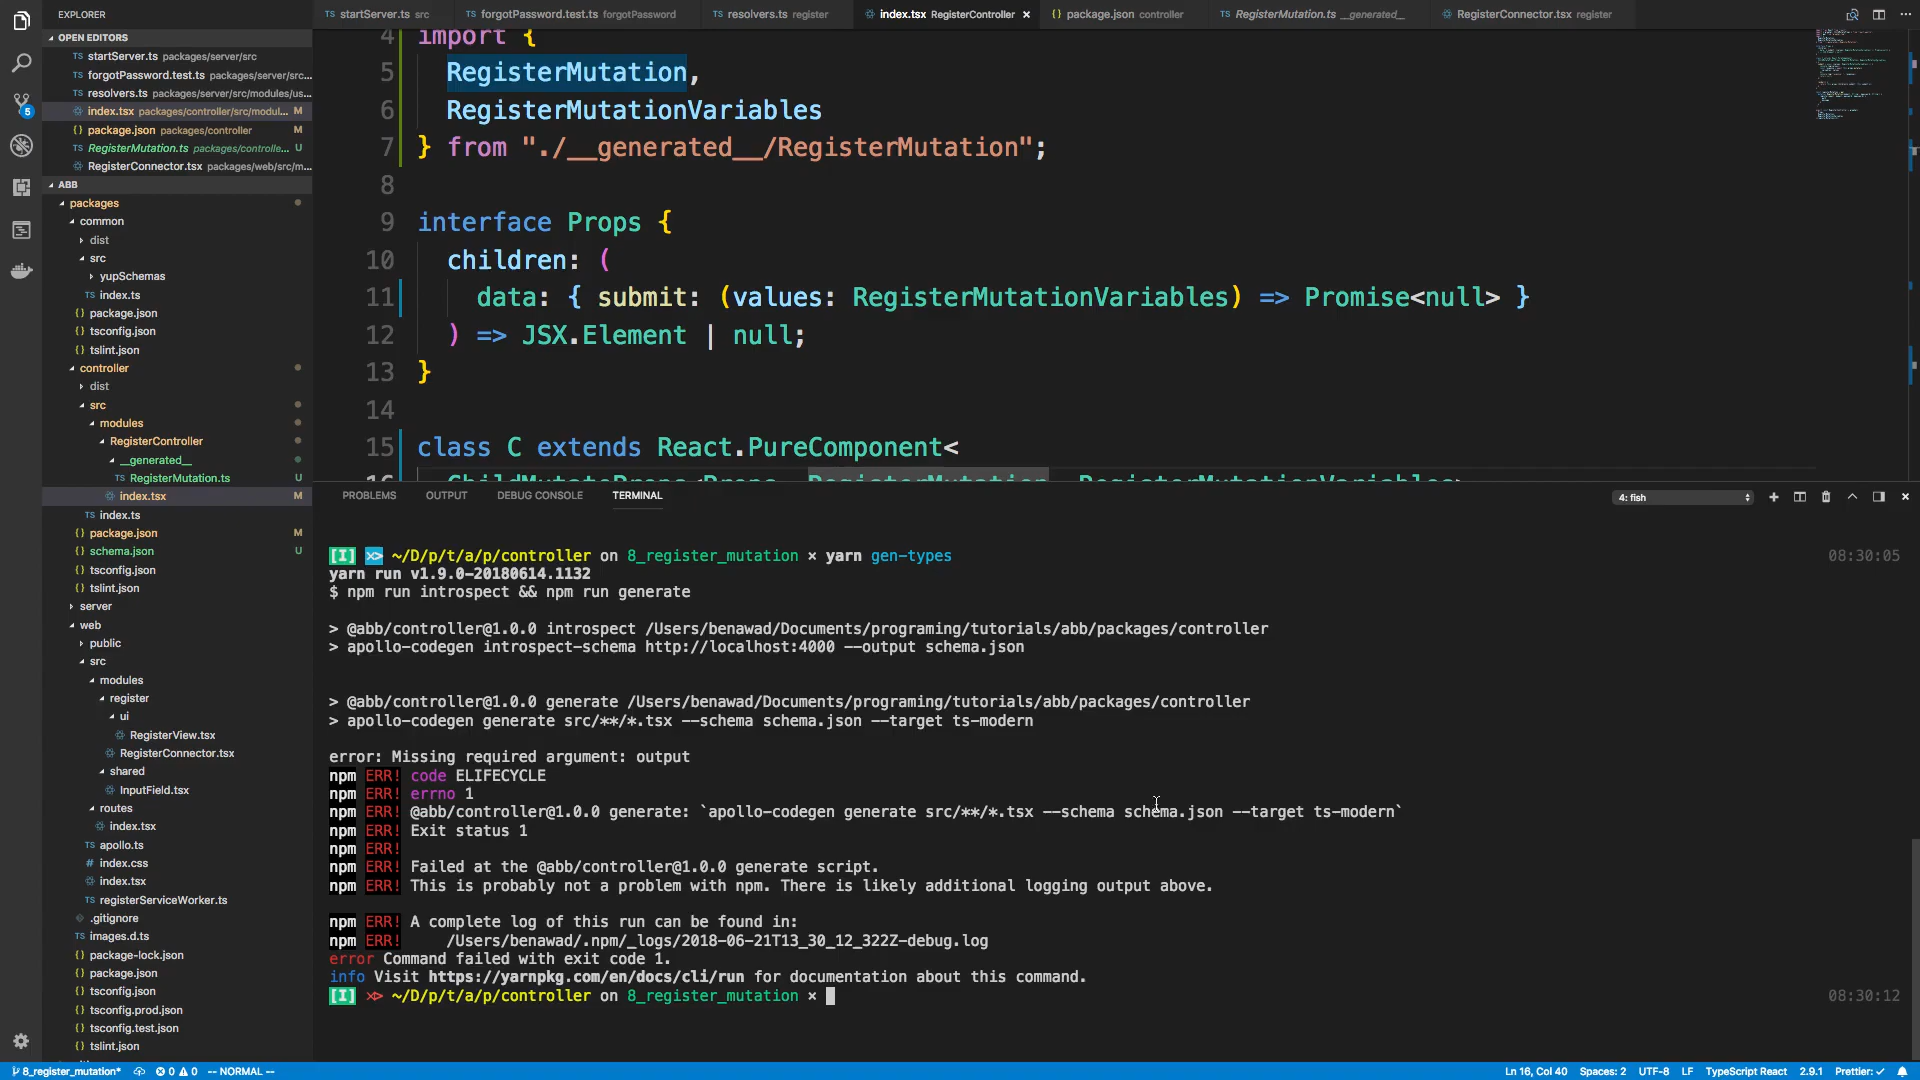 EXPLORER
OPEN EDITORS
TS startServer.ts packages/server/src
TS forgotPassword.test.ts packages/server/src...
TS resolvers.ts packages/server/src/modules/us...
index.tsx packages/controller/src/modul... M
{} package.json packages/controller M
TS RegisterMutation.ts packages/controlle... U
RegisterConnector.tsx packages/web/src/m...
ABB
packages
common
dist
src
yupSchemas
TS index.ts
{} package.json
{} tsconfig.json
{} tslint.json
controller
dist
src
modules
RegisterController
__generated__
TS RegisterMutation.ts U
index.tsx M
TS index.ts
{} package.json M
{} schema.json U
{} tsconfig.json
{} tslint.json
server
web
public
src
modules
register
ui
RegisterView.tsx
RegisterConnector.tsx
shared
InputField.tsx
routes
index.tsx
TS apollo.ts
# index.css
index.tsx
TS registerServiceWorker.ts
.gitignore
TS images.d.ts
{} package-lock.json
{} package.json
{} tsconfig.json
{} tsconfig.prod.json
{} tsconfig.test.json
{} tslint.json
5
TS startServer.ts src
TS forgotPassword.test.ts forgotPassword
TS resolvers.ts register
index.tsx RegisterController ×
{} package.json controller
TS RegisterMutation.ts __generated__
RegisterConnector.tsx register
4 import {
5 RegisterMutation,
6 RegisterMutationVariables
7 } from "./__generated__/RegisterMutation";
8
9 interface Props {
10 children: (
11 data: { submit: (values: RegisterMutationVariables) => Promise<null> }
12 ) => JSX.Element | null;
13 }
14
15 class C extends React.PureComponent<
16 ChildMutateProps<Props, RegisterMutation, RegisterMutationVariables>
PROBLEMS OUTPUT DEBUG CONSOLE TERMINAL
4: fish
[I] >> ~/D/p/t/a/p/controller on 8_register_mutation × yarn gen-types 08:30:05
yarn run v1.9.0-20180614.1132
$ npm run introspect && npm run generate
> @abb/controller@1.0.0 introspect /Users/benawad/Documents/programing/tutorials/abb/packages/controller
> apollo-codegen introspect-schema http://localhost:4000 --output schema.json
> @abb/controller@1.0.0 generate /Users/benawad/Documents/programing/tutorials/abb/packages/controller
> apollo-codegen generate src/**/*.tsx --schema schema.json --target ts-modern
error: Missing required argument: output
npm ERR! code ELIFECYCLE
npm ERR! errno 1
npm ERR! @abb/controller@1.0.0 generate: `apollo-codegen generate src/**/*.tsx --schema schema.json --target ts-modern`
npm ERR! Exit status 1
npm ERR!
npm ERR! Failed at the @abb/controller@1.0.0 generate script.
npm ERR! This is probably not a problem with npm. There is likely additional logging output above.
npm ERR! A complete log of this run can be found in:
npm ERR! /Users/benawad/.npm/_logs/2018-06-21T13_30_12_322Z-debug.log
error Command failed with exit code 1.
info Visit https://yarnpkg.com/en/docs/cli/run for documentation about this command.
[I] >> ~/D/p/t/a/p/controller on 8_register_mutation × 08:30:12
8_register_mutation* 0 0 -- NORMAL --
Ln 16, Col 40 Spaces: 2 UTF-8 LF TypeScript React 2.9.1 Prettier: ✓